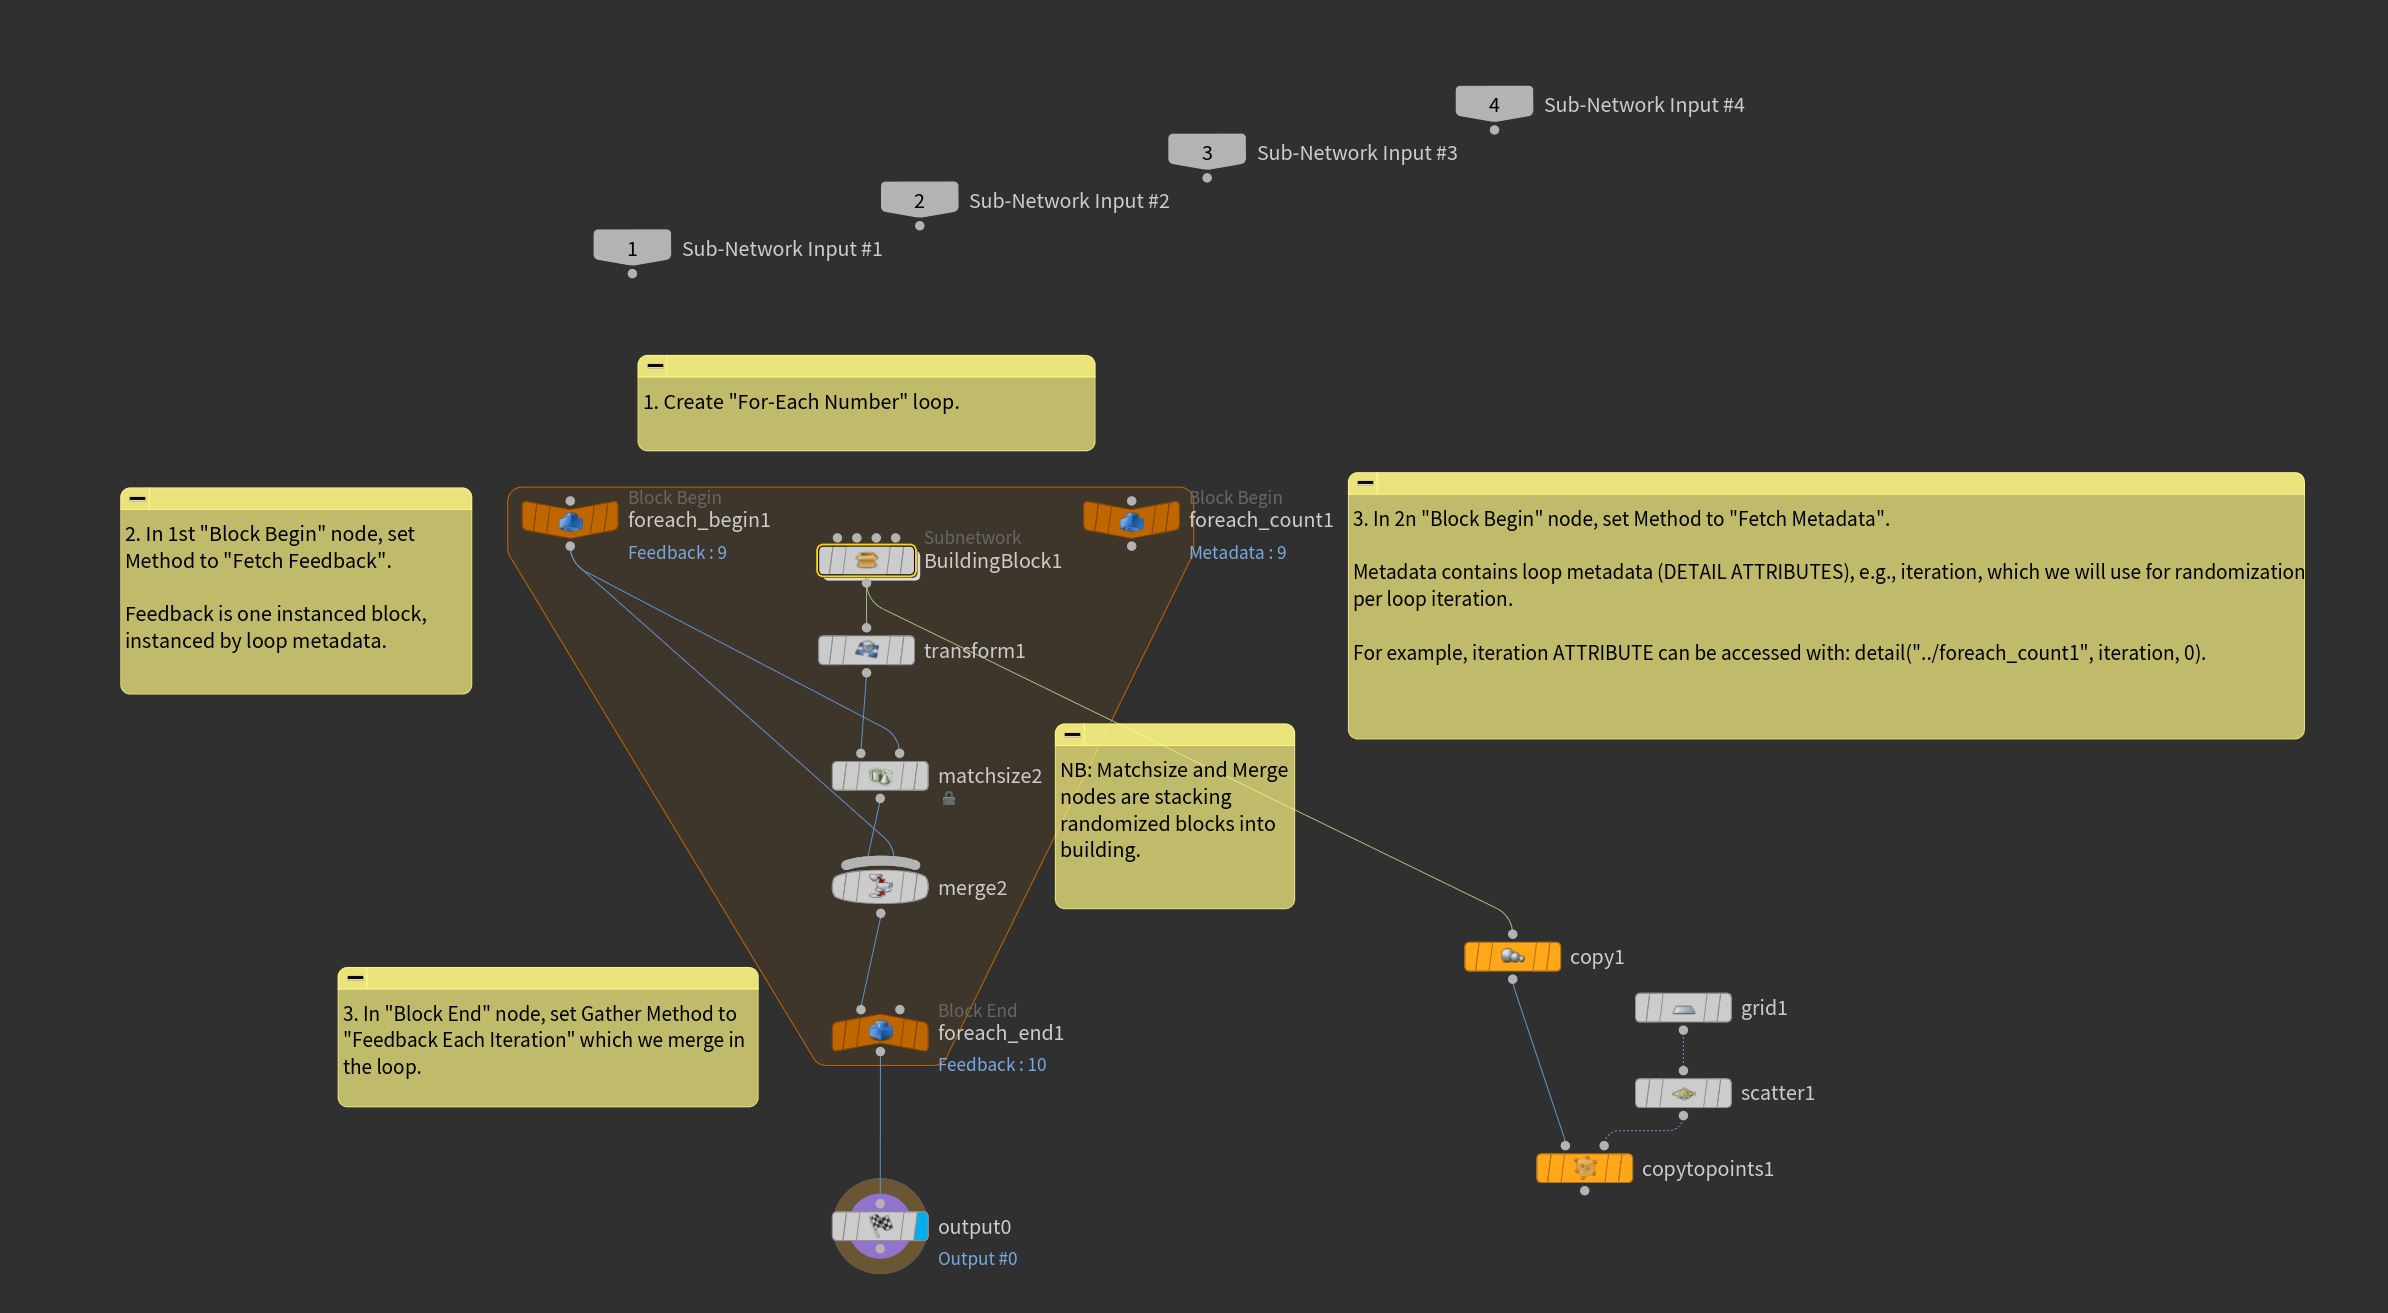 4 Sub-Network Input #4
3 Sub-Network Input #3
2 Sub-Network Input #2
1 Sub-Network Input #1
1. Create "For-Each Number" loop.
2. In 1st "Block Begin" node, set
Method to "Fetch Feedback".
Feedback is one instanced block,
instanced by loop metadata.
Block Begin
foreach_begin1
Feedback : 9
Subnetwork
BuildingBlock1
Block Begin
foreach_count1
Metadata : 9
3. In 2n "Block Begin" node, set Method to "Fetch Metadata".
Metadata contains loop metadata (DETAIL ATTRIBUTES), e.g., iteration, which we will use for randomization
per loop iteration.
For example, iteration ATTRIBUTE can be accessed with: detail("../foreach_count1", iteration, 0).
transform1
matchsize2
NB: Matchsize and Merge
nodes are stacking
randomized blocks into
building.
merge2
copy1
grid1
3. In "Block End" node, set Gather Method to
"Feedback Each Iteration" which we merge in
the loop.
Block End
foreach_end1
Feedback : 10
scatter1
copytopoints1
output0
Output #0